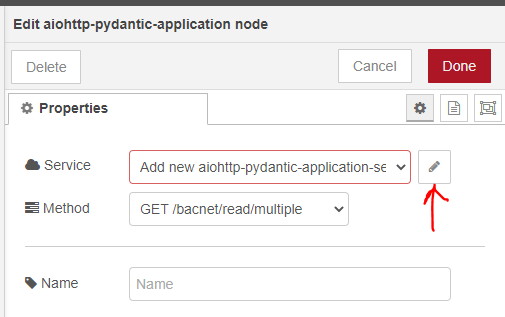 Edit aiohttp-pydantic-application node
Delete
Cancel
Done
Properties
Service
Add new aiohttp-pydantic-application-se
Method
GET /bacnet/read/multiple
Name
Name